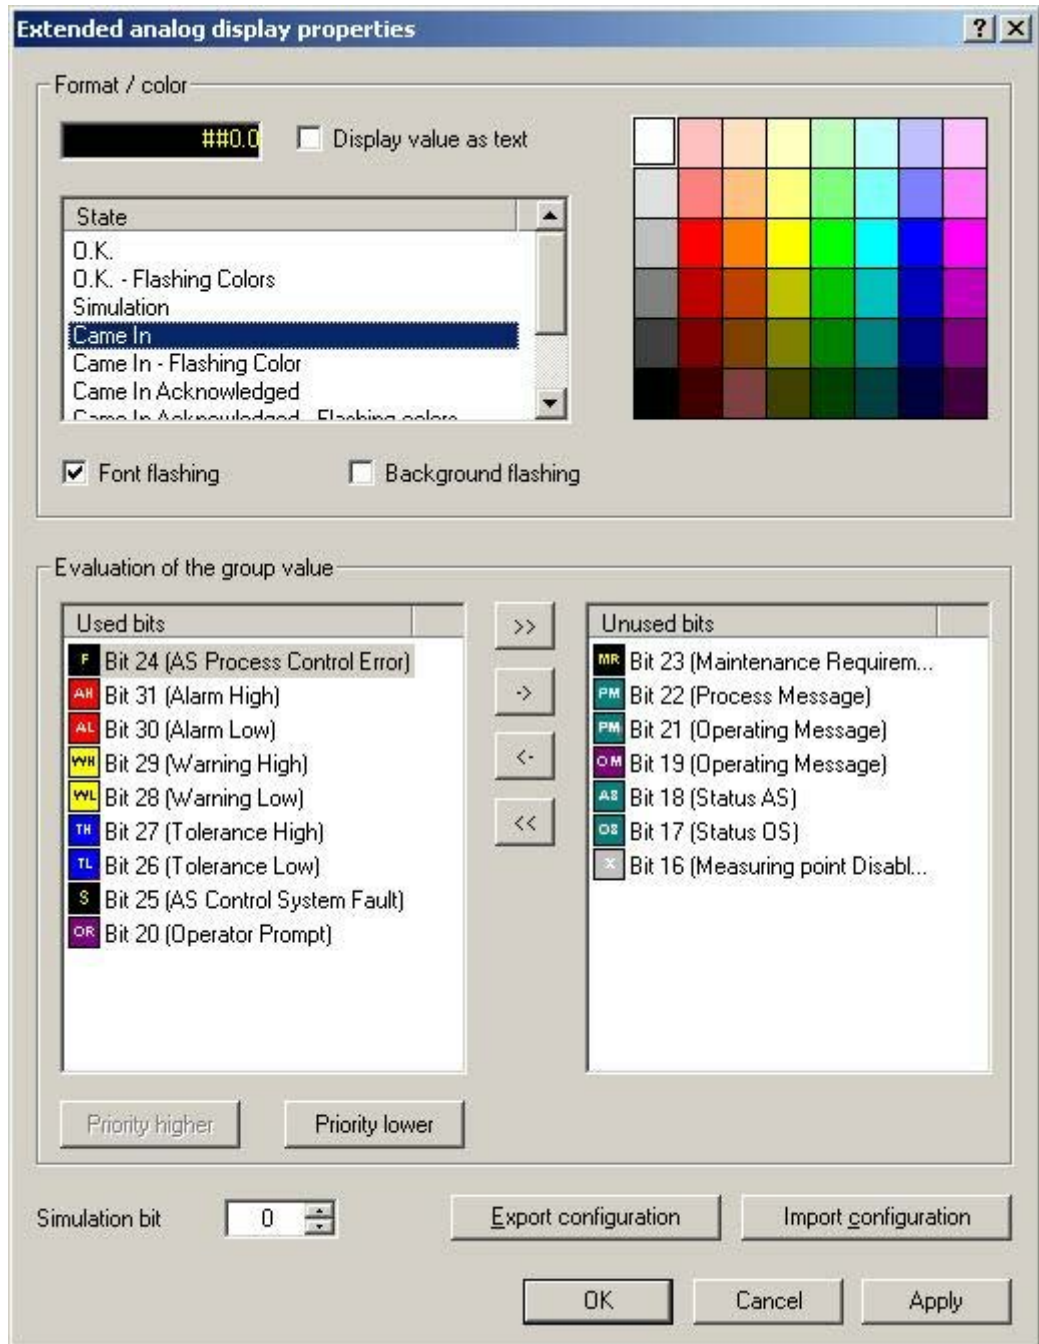 Extended analog display properties
Format / color
##0.0
Display value as text
State
O.K.
O.K. - Flashing Colors
Simulation
Came In
Came In - Flashing Color
Came In Acknowledged
Came In Acknowledged - Flashing colors
Font flashing
Background flashing
Evaluation of the group value
Used bits
F Bit 24 (AS Process Control Error)
AH Bit 31 (Alarm High)
AL Bit 30 (Alarm Low)
WH Bit 29 (Warning High)
WL Bit 28 (Warning Low)
TH Bit 27 (Tolerance High)
TL Bit 26 (Tolerance Low)
S Bit 25 (AS Control System Fault)
OR Bit 20 (Operator Prompt)
>>
->
<-
<<
Unused bits
MR Bit 23 (Maintenance Requirem...
PM Bit 22 (Process Message)
PM Bit 21 (Operating Message)
OM Bit 19 (Operating Message)
AS Bit 18 (Status AS)
OS Bit 17 (Status OS)
X Bit 16 (Measuring point Disabl...
Priority higher
Priority lower
Simulation bit
0
Export configuration
Import configuration
OK
Cancel
Apply